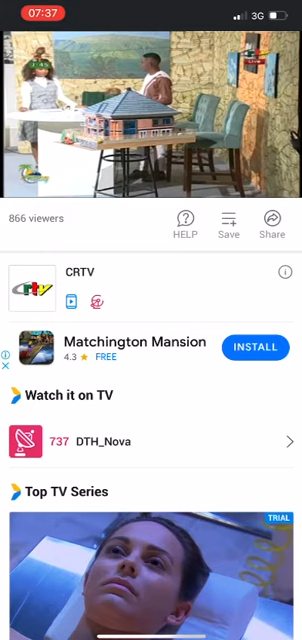 07:37
3G
866 viewers
HELP
Save
Share
CRTV
Matchington Mansion
4.3 ★ FREE
INSTALL
Watch it on TV
737 DTH_Nova
Top TV Series
TRIAL